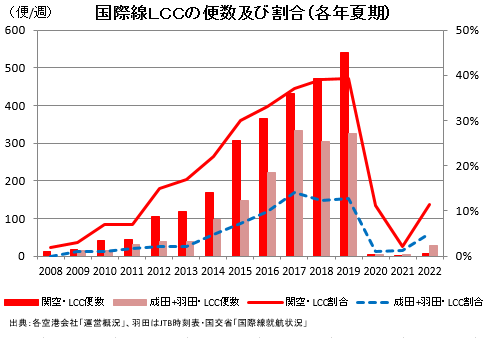 (便/週)
国際線LCCの便数及び割合(各年夏期)
600
500
400
300
200
100
0
50%
40%
30%
20%
10%
0%
2008 2009 2010 2011 2012 2013 2014 2015 2016 2017 2018 2019 2020 2021 2022
関空・LCC便数 成田+羽田・LCC便数 関空・LCC割合 成田+羽田・LCC割合
出典:各空港会社「運営概況」、羽田はJTB時刻表・国交省「国際線就航状況」